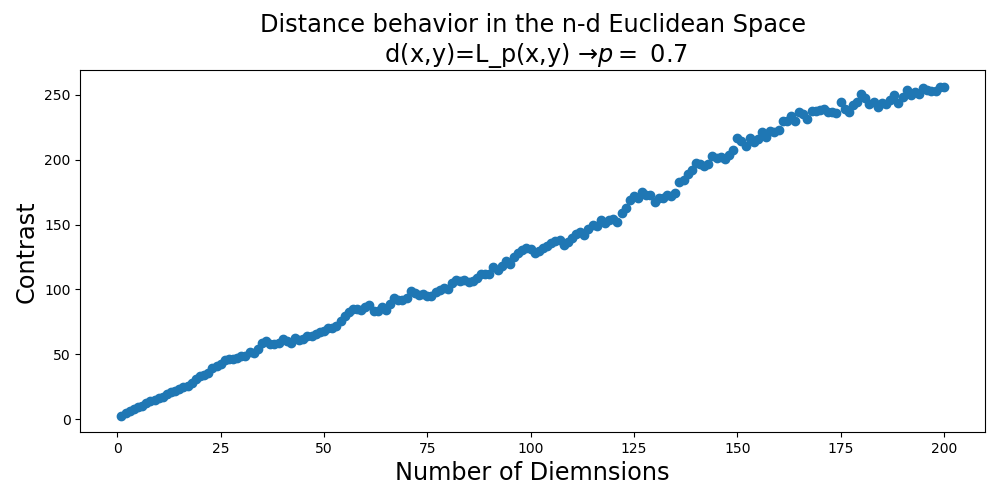 Distance behavior in the n-d Euclidean Space
d(x,y)=L_p(x,y) →p = 0.7
Contrast
250
200
150
100
50
0
0 25 50 75 100 125 150 175 200
Number of Diemnsions